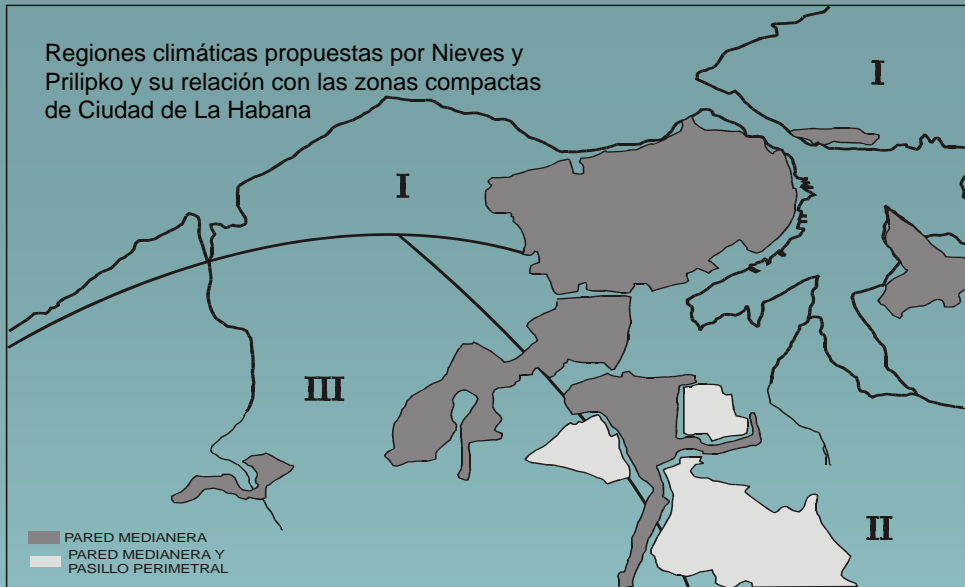 Regiones climáticas propuestas por Nieves y
Prilipko y su relación con las zonas compactas
de Ciudad de La Habana
I
I
III
II
PARED MEDIANERA
PARED MEDIANERA Y
PASILLO PERIMETRAL